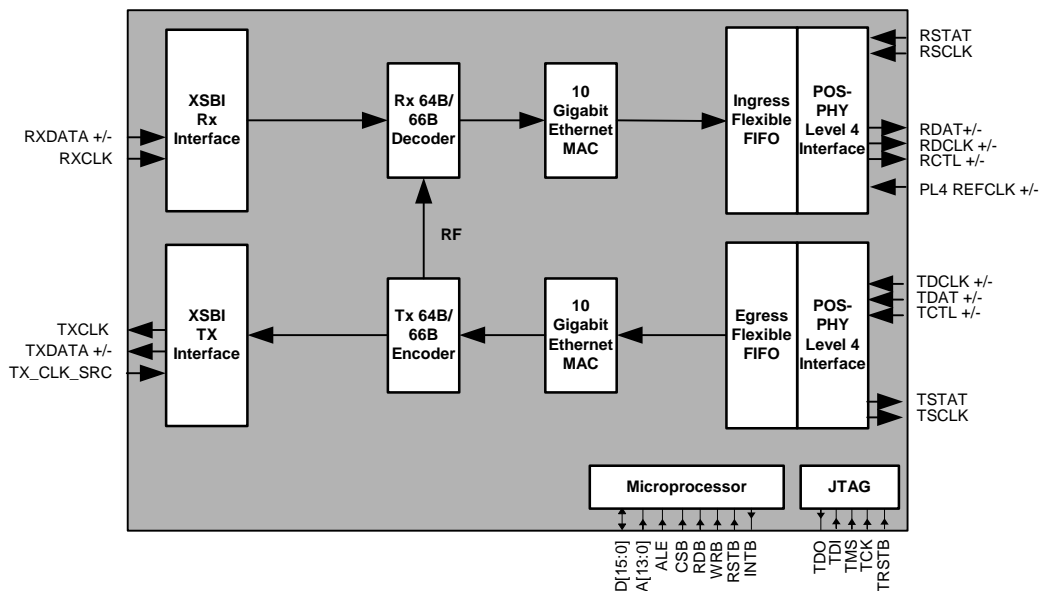 XSBI
Rx
Interface
Rx 64B/
66B
Decoder
10
Gigabit
Ethernet
MAC
Ingress
Flexible
FIFO
POS-
PHY
Level 4
Interface
RSTAT
RSCLK
RXDATA +/-
RXCLK
RDAT+/-
RDCLK +/-
RCTL +/-
PL4 REFCLK +/-
RF
XSBI
TX
Interface
Tx 64B/
66B
Encoder
10
Gigabit
Ethernet
MAC
Egress
Flexible
FIFO
POS-
PHY
Level 4
Interface
TDCLK +/-
TDAT +/-
TCTL +/-
TXCLK
TXDATA +/-
TX_CLK_SRC
TSTAT
TSCLK
Microprocessor
JTAG
D[15:0]
A[13:0]
ALE
CSB
RDB
WRB
RSTB
INTB
TDO
TDI
TMS
TCK
TRSTB